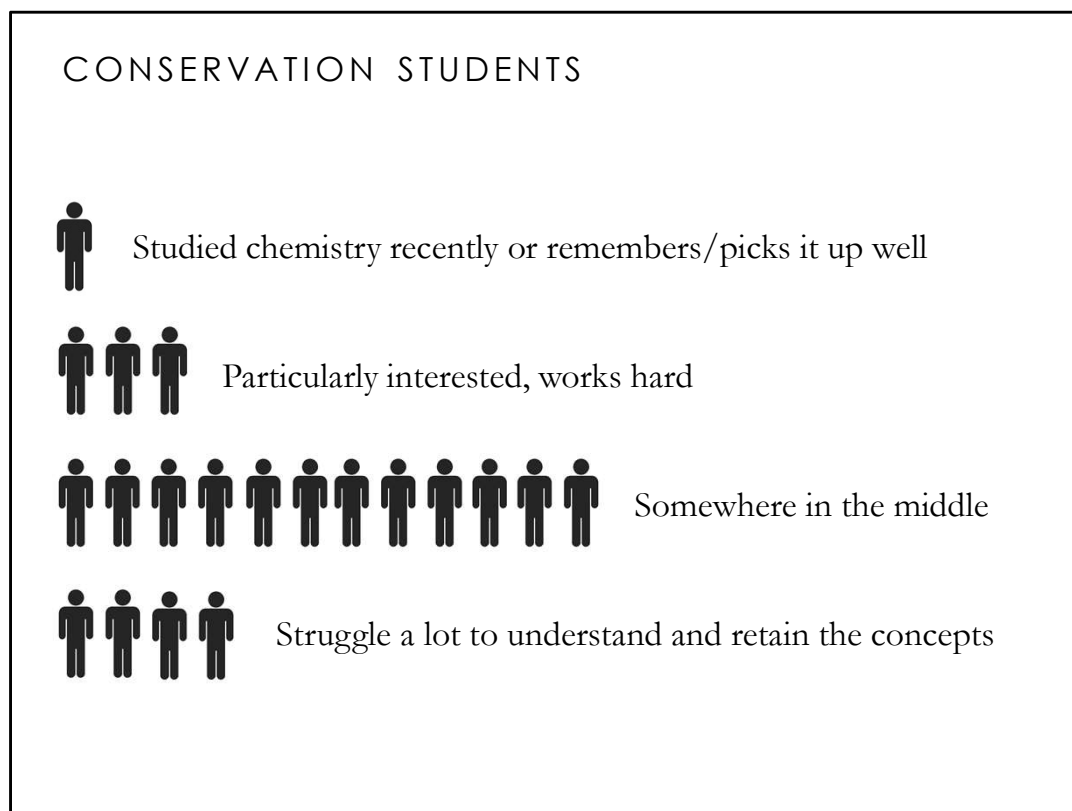 CONSERVATION STUDENTS
Studied chemistry recently or remembers/picks it up well
Particularly interested, works hard
Somewhere in the middle
Struggle a lot to understand and retain the concepts